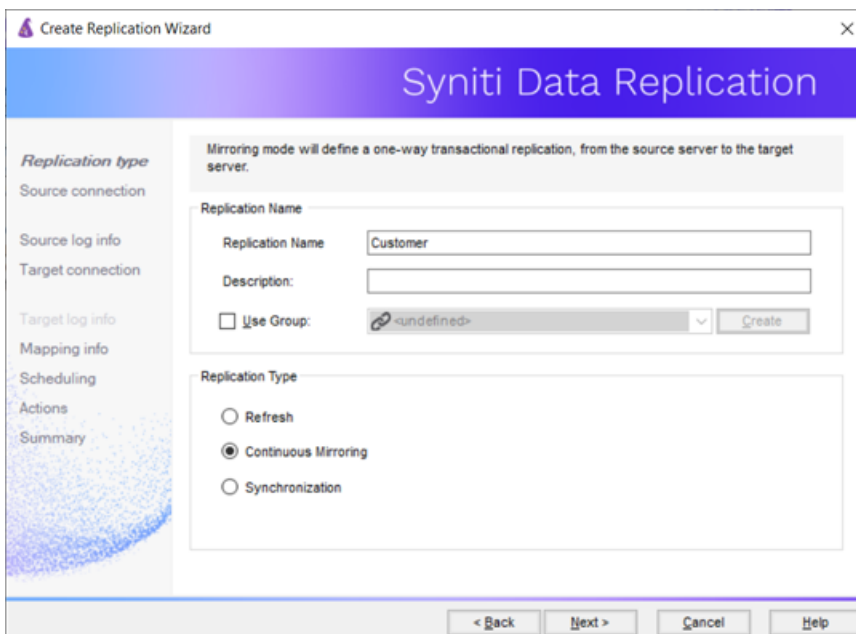 Create Replication Wizard
Syniti Data Replication
Replication type
Source connection
Source log info
Target connection
Target log info
Mapping info
Scheduling
Actions
Summary
Mirroring mode will define a one-way transactional replication, from the source server to the target
server.
Replication Name
Replication Name
Customer
Description:
Use Group:
<undefined>
Create
Replication Type
Refresh
Continuous Mirroring
Synchronization
< Back
Next >
Cancel
Help